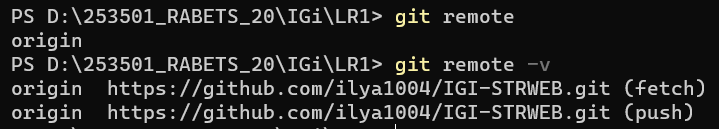 PS D:\253501_RABETS_20\IGi\LR1> git remote
origin
PS D:\253501_RABETS_20\IGi\LR1> git remote -v
origin  https://github.com/ilya1004/IGI-STRWEB.git (fetch)
origin  https://github.com/ilya1004/IGI-STRWEB.git (push)